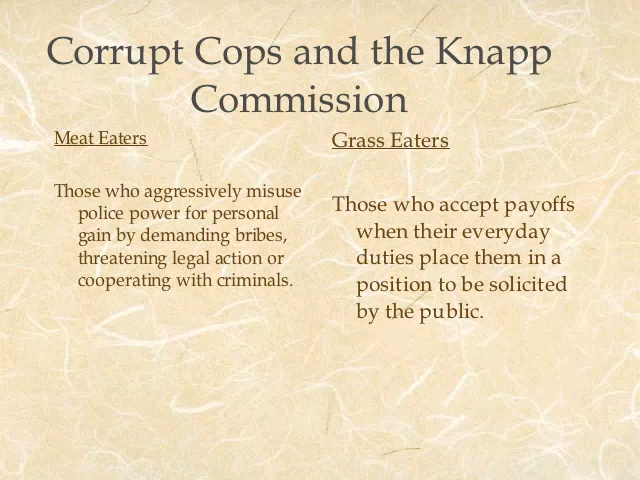 Corrupt Cops and the Knapp
Commission
Meat Eaters
Those who aggressively misuse
police power for personal
gain by demanding bribes,
threatening legal action or
cooperating with criminals.
Grass Eaters
Those who accept payoffs
when their everyday
duties place them in a
position to be solicited
by the public.